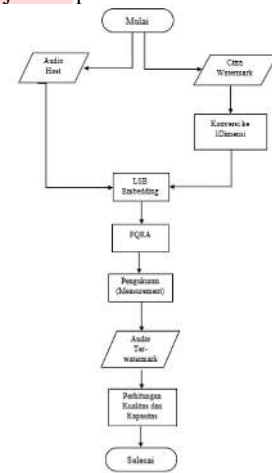 Mulai
Audio
Host
Citra
Watermark
Konversi ke
1Dimensi
LSB
Embedding
PQRA
Pengukuran
(Measurement)
Audio
Ter-
watermark
Perhitungan
Kualitas dan
Kapasitas
Selesai